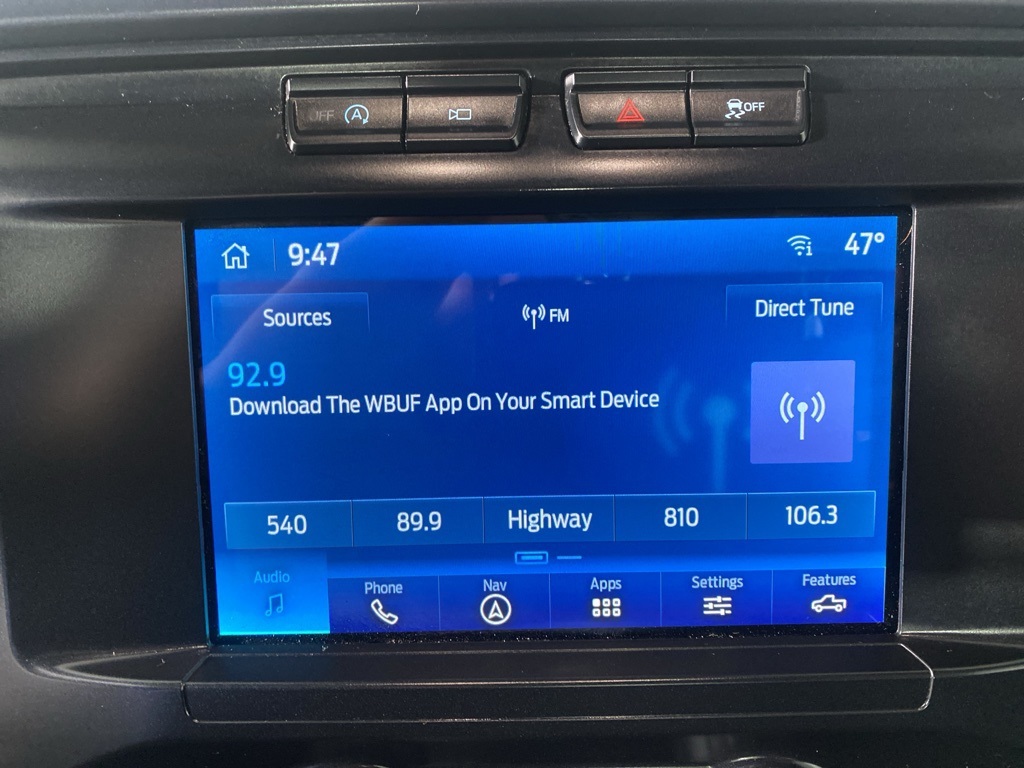 OFF A
OFF
9:47
47°
Sources
FM
Direct Tune
92.9
Download The WBUF App On Your Smart Device
540
89.9
Highway
810
106.3
Audio
Phone
Nav
Apps
Settings
Features